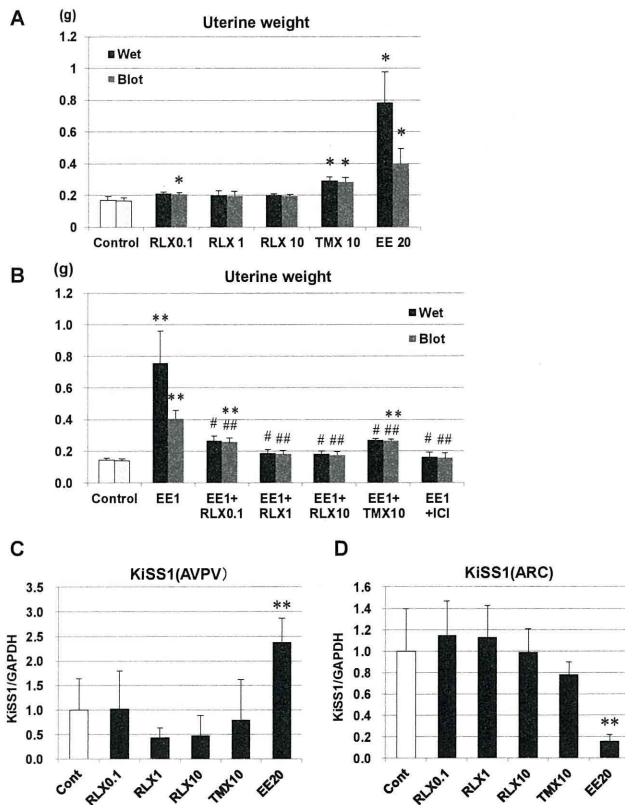 A
(g)
Uterine weight
1.2
1
0.8
0.6
0.4
0.2
0
Wet
Blot
*
* *
*
*
Control RLX0.1 RLX 1 RLX 10 TMX 10 EE 20
B
(g)
Uterine weight
1.2
1.0
0.8
0.6
0.4
0.2
0.0
Wet
Blot
**
**
**
# ##
# ##
# ##
**
# ##
# ##
Control EE1 EE1+ EE1+ EE1+ EE1+ EE1
RLX0.1 RLX1 RLX10 TMX10 +ICI
C
KiSS1(AVPV)
KiSS1/GAPDH
3.5
3.0
2.5
2.0
1.5
1.0
0.5
0.0
**
Cont RLX0.1 RLX1 RLX10 TMX10 EE20
D
KiSS1(ARC)
KiSS1/GAPDH
1.6
1.4
1.2
1.0
0.8
0.6
0.4
0.2
0.0
**
Cont RLX0.1 RLX1 RLX10 TMX10 EE20